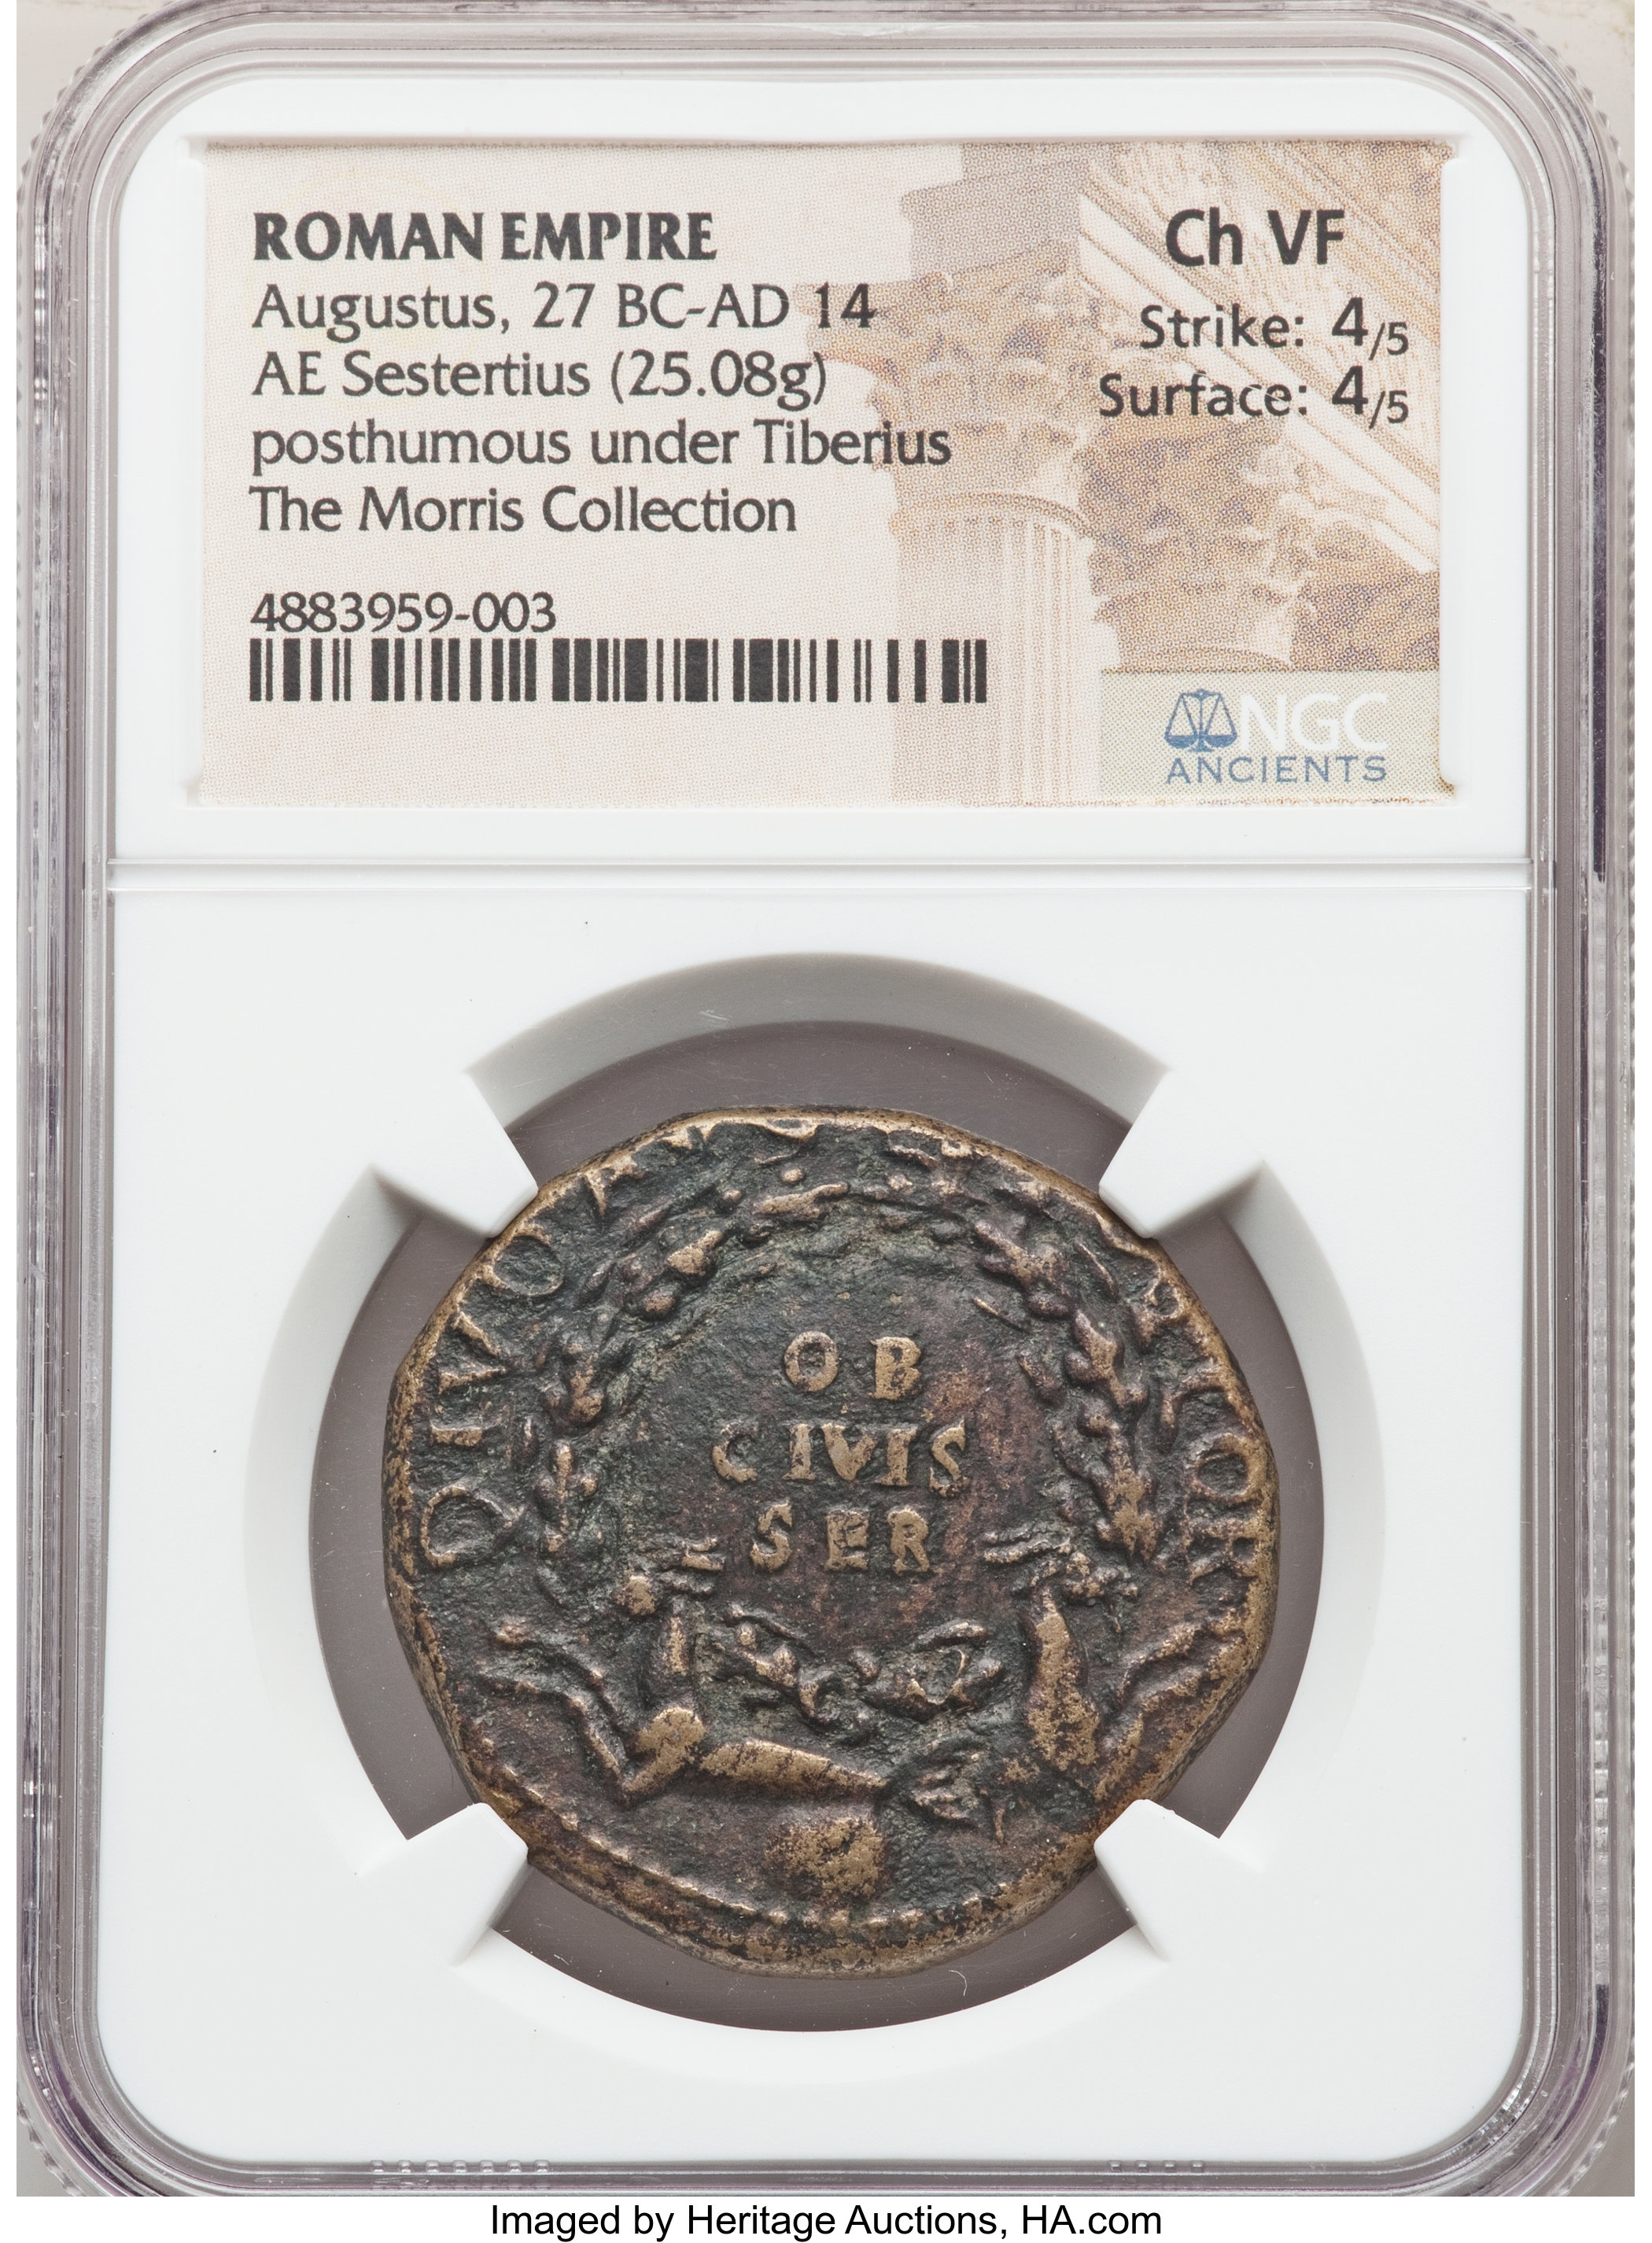 ROMAN EMPIRE
Augustus, 27 BC-AD 14
AE Sestertius (25.08g)
posthumous under Tiberius
The Morris Collection
4883959-003
Ch VF
Strike: 4/5
Surface: 4/5
NGC
ANCIENTS
DIVO
OB
CIVIS
SER
Imaged by Heritage Auctions, HA.com